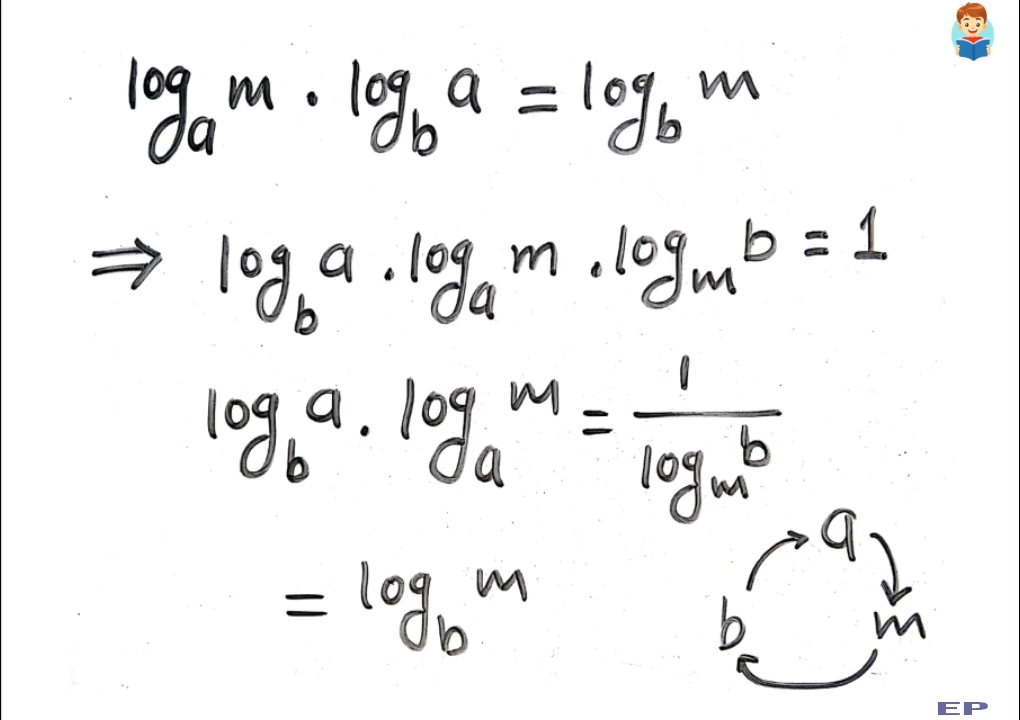 log_a m . log_b a = log_b m
⇒ log_b a . log_a m . log_m b = 1
log_b a . log_a m = 1 / log_m b
= log_b m
a
b m
EP